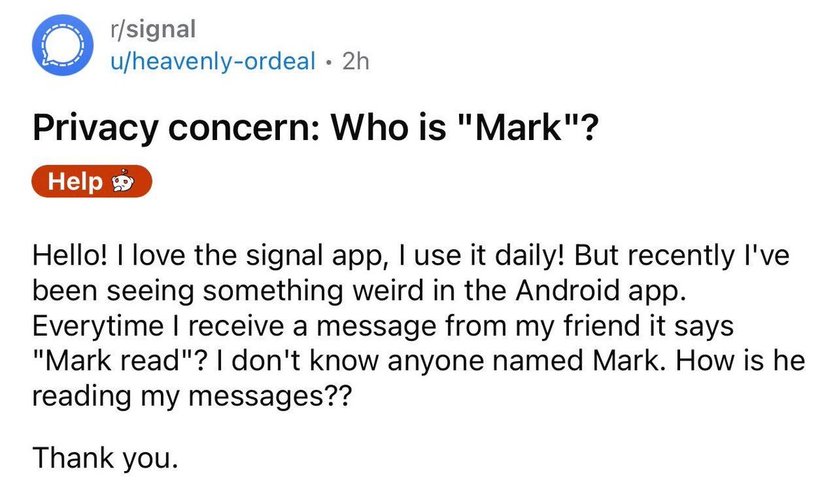 r/signal
u/heavenly-ordeal • 2h
Privacy concern: Who is "Mark"?
Help
Hello! I love the signal app, I use it daily! But recently I've
been seeing something weird in the Android app.
Everytime I receive a message from my friend it says
"Mark read"? I don't know anyone named Mark. How is he
reading my messages??
Thank you.